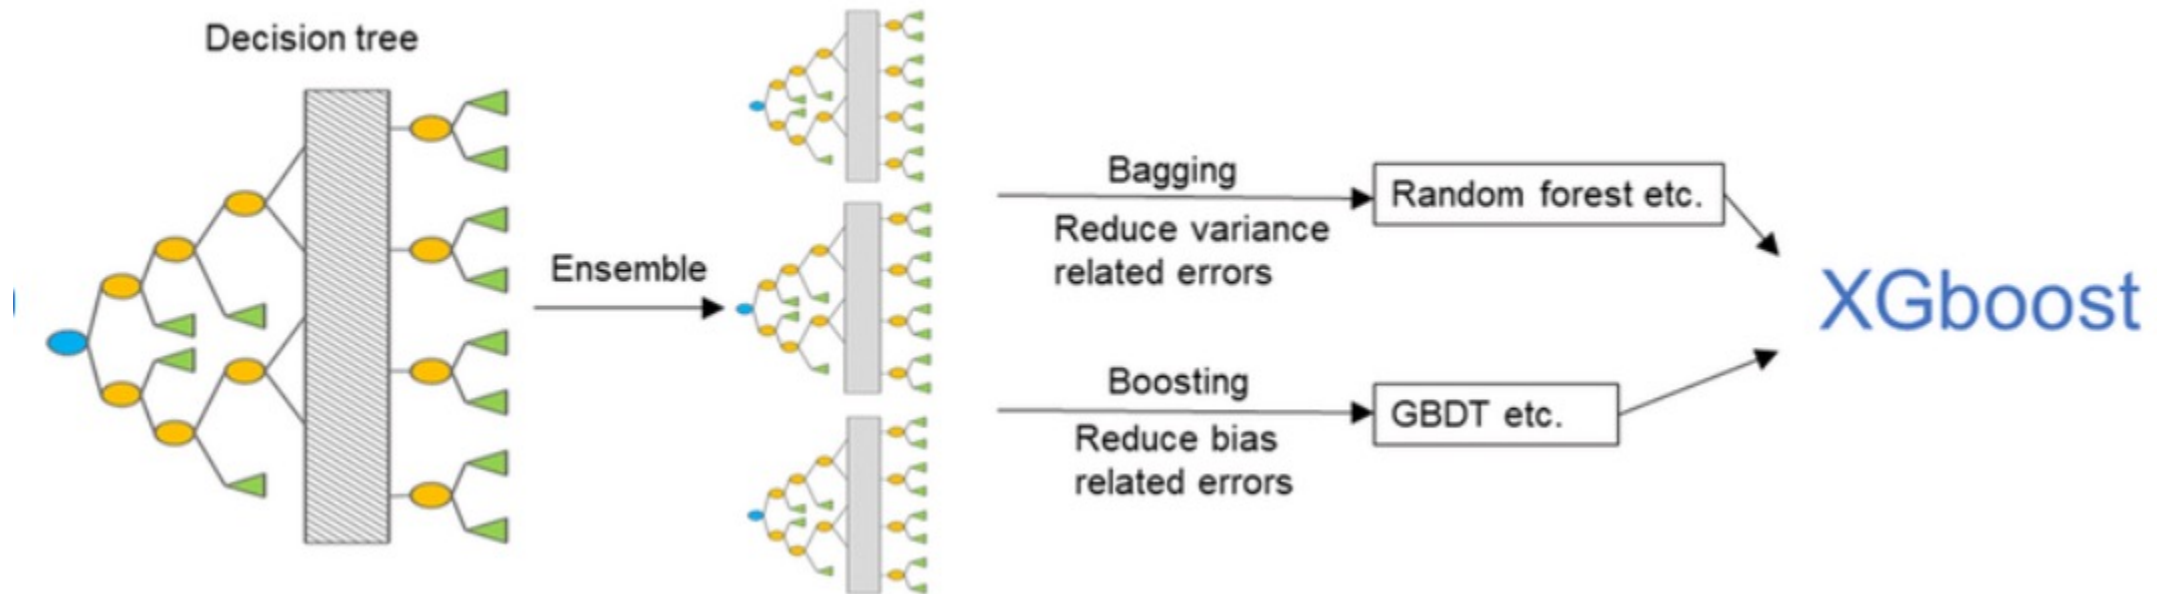 Decision tree
Ensemble
Bagging
Reduce variance
related errors
Random forest etc.
Boosting
Reduce bias
related errors
GBDT etc.
XGboost